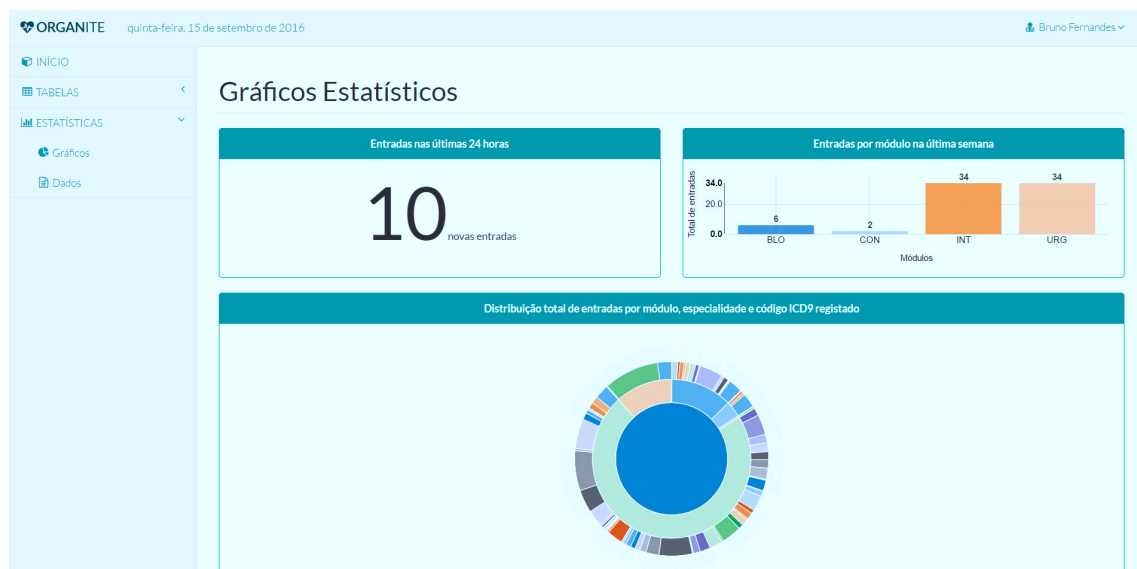 ORGANITE quinta-feira, 15 de setembro de 2016 Bruno Fernandes
INÍCIO
TABELAS
ESTATÍSTICAS
Gráficos
Dados
Gráficos Estatísticos
Entradas nas últimas 24 horas
10 novas entradas
Entradas por módulo na última semana
Total de entradas
34.0
20.0
0.0
6 2 34 34
BLO CON INT URG
Módulos
Distribuição total de entradas por módulo, especialidade e código ICD9 registado